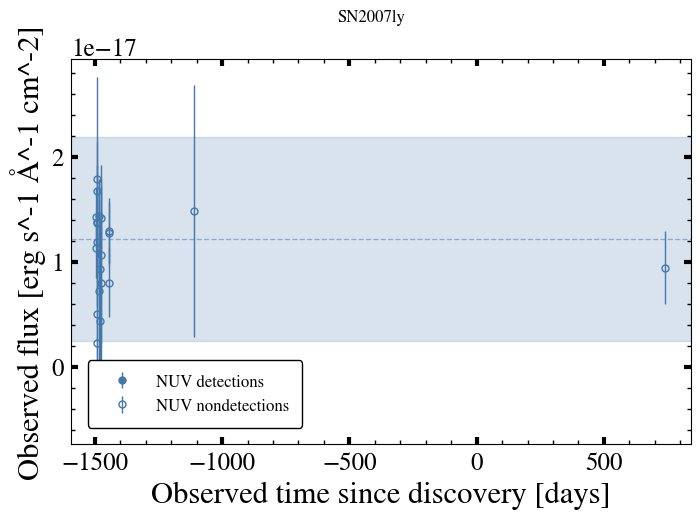 SN2007ly
1e−17
Observed flux [erg s^-1 Å^-1 cm^-2]
2
1
0
NUV detections
NUV nondetections
−1500 −1000 −500 0 500
Observed time since discovery [days]